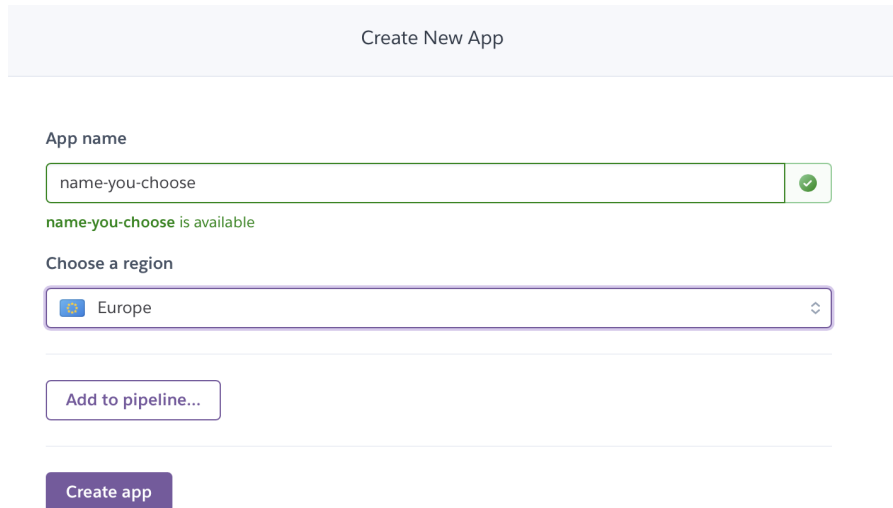 Create New App
App name
name-you-choose
name-you-choose is available
Choose a region
Europe
Add to pipeline...
Create app